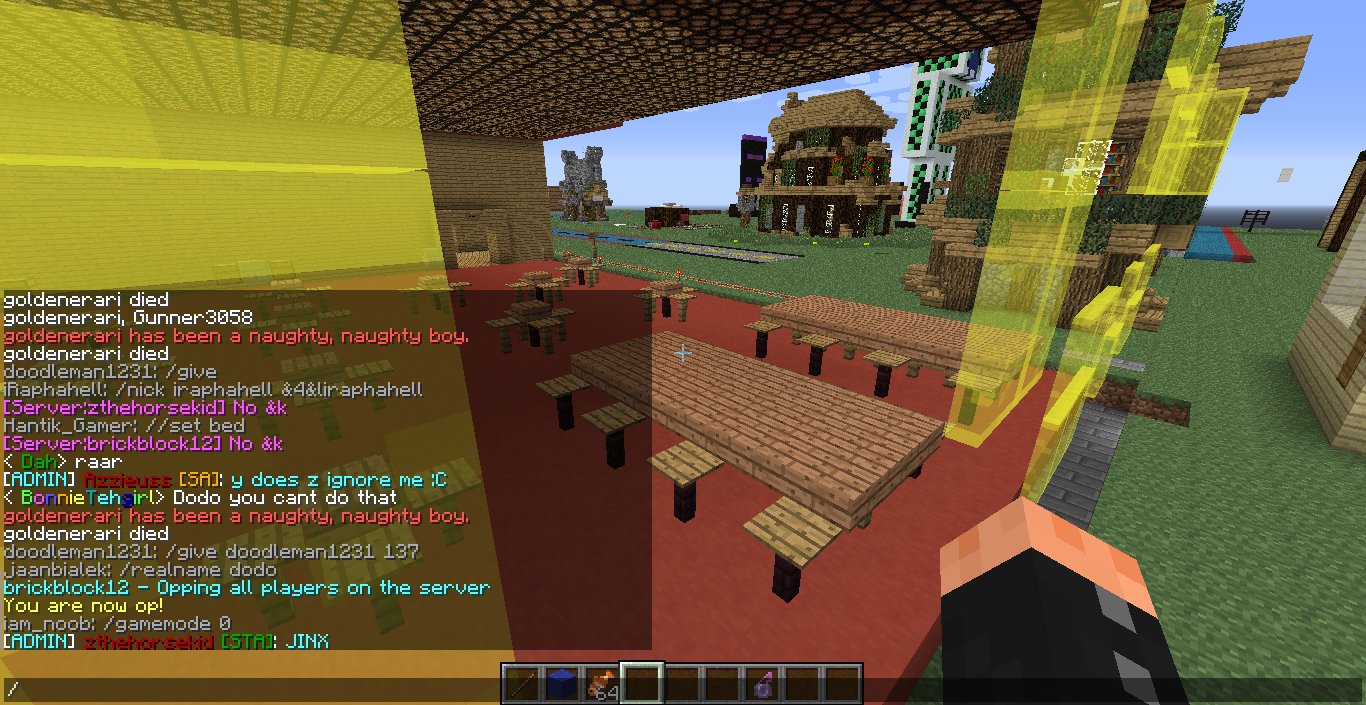 goldenerari died
goldenerari, Gunner3058
goldenerari has been a naughty, naughty boy.
goldenerari died
doodleman1231: /give
iRaphahell: /nick iraphahell &4&liraphahell
[Server:zthehorsekid] No &k
Hantik_Gamer: //set bed
[Server:brickblock12] No &k
< Dah> raar
[ADMIN] Azzieuss [SA]: y does z ignore me :C
< BonnieTehgirl> Dodo you cant do that
goldenerari has been a naughty, naughty boy.
goldenerari died
doodleman1231: /give doodleman1231 137
jaanbialek: /realname dodo
brickblock12 - Opping all players on the server
You are now op!
iam_noob: /gamemode 0
[ADMIN] zthehorsekid [STA]: JINX
64
/